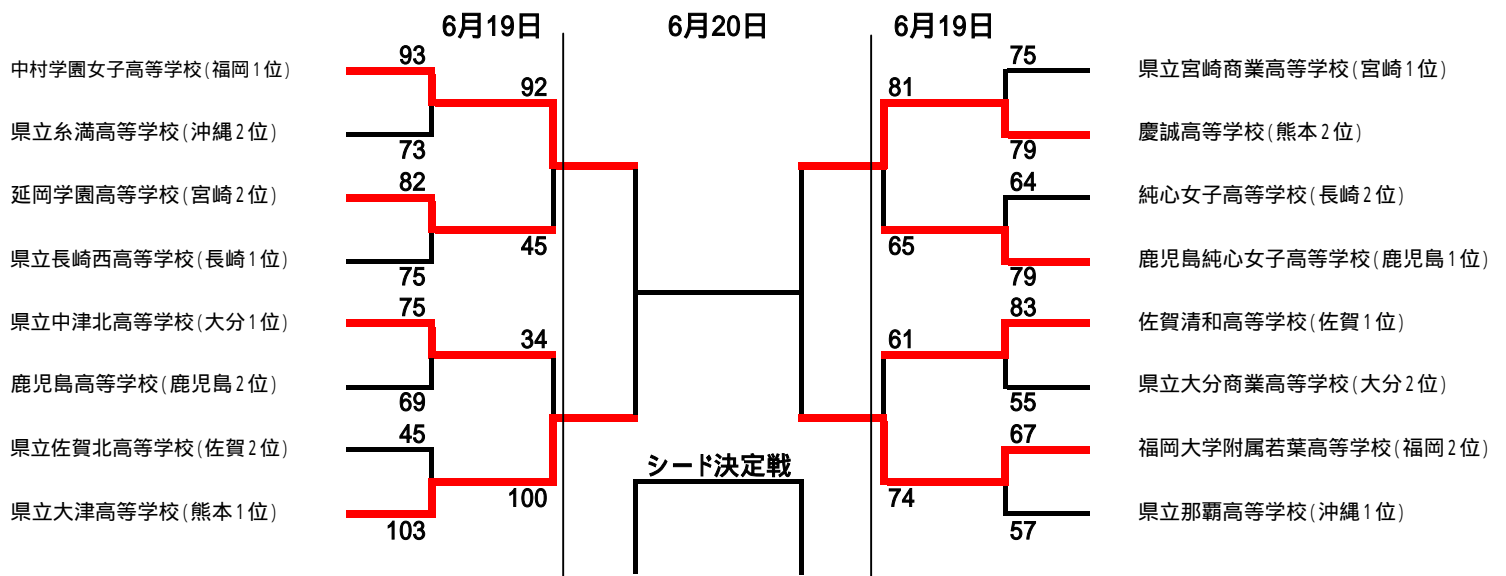 6月19日
6月20日
6月19日
中村学園女子高等学校(福岡1位)
93
県立糸満高等学校(沖縄2位)
73
92
延岡学園高等学校(宮崎2位)
82
県立長崎西高等学校(長崎1位)
75
45
県立中津北高等学校(大分1位)
75
鹿児島高等学校(鹿児島2位)
69
34
県立佐賀北高等学校(佐賀2位)
45
県立大津高等学校(熊本1位)
103
100
シード決定戦
75
県立宮崎商業高等学校(宮崎1位)
81
79
慶誠高等学校(熊本2位)
64
純心女子高等学校(長崎2位)
65
79
鹿児島純心女子高等学校(鹿児島1位)
83
佐賀清和高等学校(佐賀1位)
61
55
県立大分商業高等学校(大分2位)
67
福岡大学附属若葉高等学校(福岡2位)
74
57
県立那覇高等学校(沖縄1位)